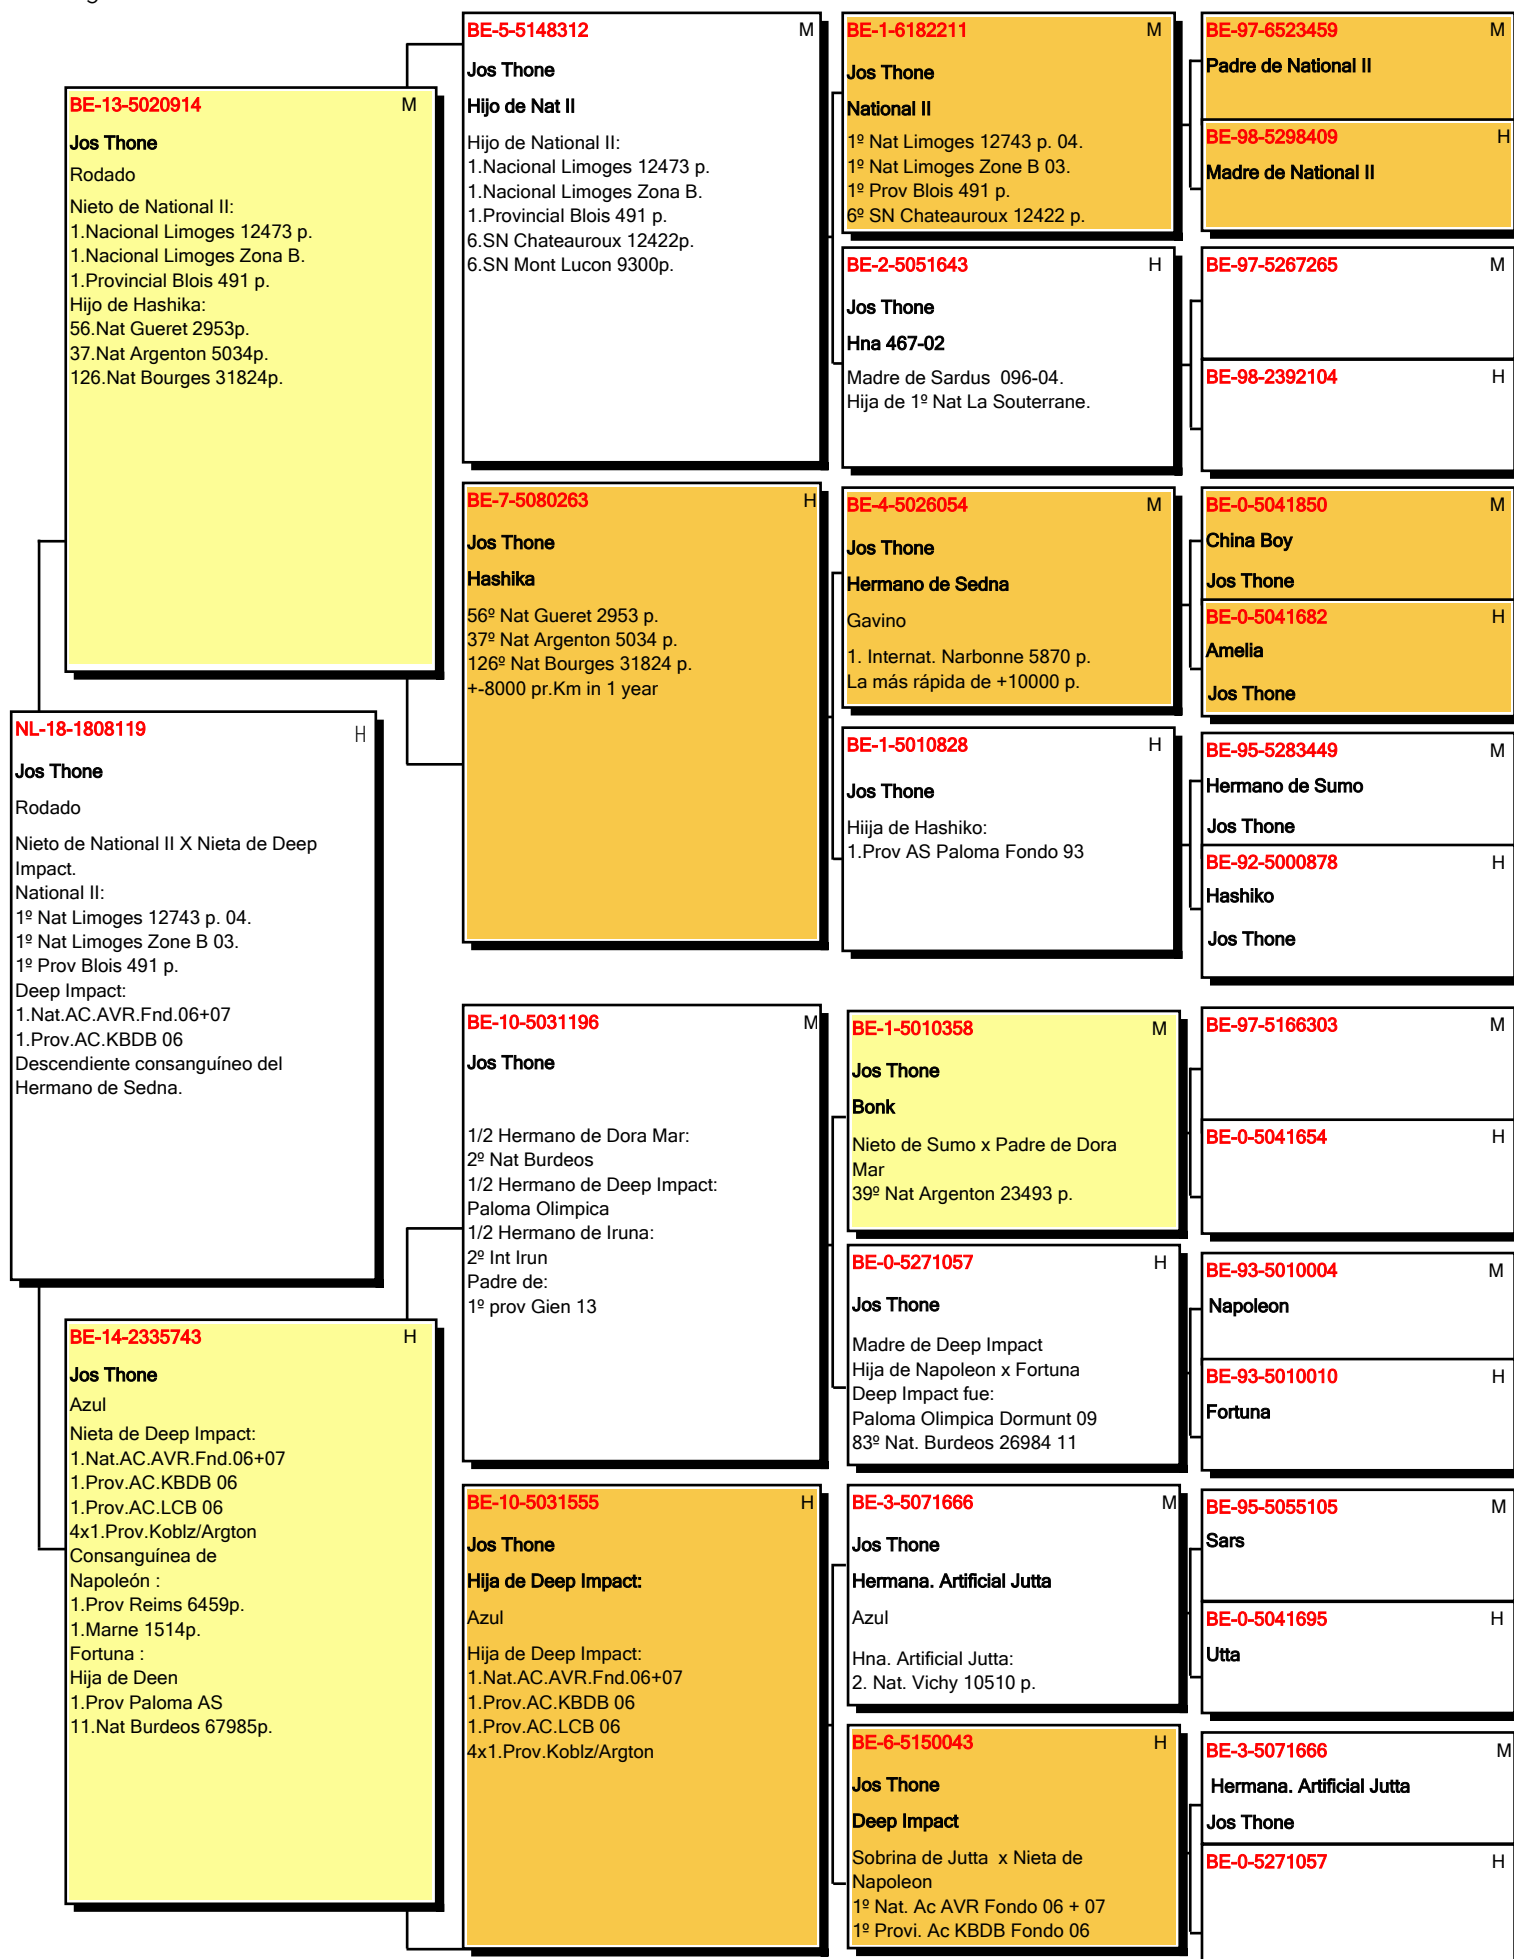 BE-13-5020914 M
Jos Thone
Rodado
Nieto de National II:
1.Nacional Limoges 12473 p.
1.Nacional Limoges Zona B.
1.Provincial Blois 491 p.
Hijo de Hashika:
56.Nat Gueret 2953p.
37.Nat Argenton 5034p.
126.Nat Bourges 31824p.
NL-18-1808119 H
Jos Thone
Rodado
Nieto de National II X Nieta de Deep
Impact.
National II:
1º Nat Limoges 12743 p. 04.
1º Nat Limoges Zone B 03.
1º Prov Blois 491 p.
Deep Impact:
1.Nat.AC.AVR.Fnd.06+07
1.Prov.AC.KBDB 06
Descendiente consanguíneo del
Hermano de Sedna.
BE-14-2335743 H
Jos Thone
Azul
Nieta de Deep Impact:
1.Nat.AC.AVR.Fnd.06+07
1.Prov.AC.KBDB 06
1.Prov.AC.LCB 06
4x1.Prov.Koblz/Argton
Consanguínea de
Napoleón :
1.Prov Reims 6459p.
1.Marne 1514p.
Fortuna :
Hija de Deen
1.Prov Paloma AS
11.Nat Burdeos 67985p.
BE-5-5148312 M
Jos Thone
Hijo de Nat II
Hijo de National II:
1.Nacional Limoges 12473 p.
1.Nacional Limoges Zona B.
1.Provincial Blois 491 p.
6.SN Chateauroux 12422p.
6.SN Mont Lucon 9300p.
BE-7-5080263 H
Jos Thone
Hashika
56º Nat Gueret 2953 p.
37º Nat Argenton 5034 p.
126º Nat Bourges 31824 p.
+-8000 pr.Km in 1 year
BE-10-5031196 M
Jos Thone
1/2 Hermano de Dora Mar:
2º Nat Burdeos
1/2 Hermano de Deep Impact:
Paloma Olimpica
1/2 Hermano de Iruna:
2º Int Irun
Padre de:
1º prov Gien 13
BE-10-5031555 H
Jos Thone
Hija de Deep Impact:
Azul
Hija de Deep Impact:
1.Nat.AC.AVR.Fnd.06+07
1.Prov.AC.KBDB 06
1.Prov.AC.LCB 06
4x1.Prov.Koblz/Argton
BE-1-6182211 M
Jos Thone
National II
1º Nat Limoges 12743 p. 04.
1º Nat Limoges Zone B 03.
1º Prov Blois 491 p.
6º SN Chateauroux 12422 p.
BE-2-5051643 H
Jos Thone
Hna 467-02
Madre de Sardus 096-04.
Hija de 1º Nat La Souterrane.
BE-4-5026054 M
Jos Thone
Hermano de Sedna
Gavino
1. Internat. Narbonne 5870 p.
La más rápida de +10000 p.
BE-1-5010828 H
Jos Thone
Hiija de Hashiko:
1.Prov AS Paloma Fondo 93
BE-1-5010358 M
Jos Thone
Bonk
Nieto de Sumo x Padre de Dora
Mar
39º Nat Argenton 23493 p.
BE-0-5271057 H
Jos Thone
Madre de Deep Impact
Hija de Napoleon x Fortuna
Deep Impact fue:
Paloma Olimpica Dormunt 09
83º Nat. Burdeos 26984 11
BE-3-5071666 M
Jos Thone
Hermana. Artificial Jutta
Azul
Hna. Artificial Jutta:
2. Nat. Vichy 10510 p.
BE-6-5150043 H
Jos Thone
Deep Impact
Sobrina de Jutta x Nieta de
Napoleon
1º Nat. Ac AVR Fondo 06 + 07
1º Provi. Ac KBDB Fondo 06
BE-97-6523459 M
Padre de National II
BE-98-5298409 H
Madre de National II
BE-97-5267265 M
BE-98-2392104 H
BE-0-5041850 M
China Boy
Jos Thone
BE-0-5041682 H
Amelia
Jos Thone
BE-95-5283449 M
Hermano de Sumo
Jos Thone
BE-92-5000878 H
Hashiko
Jos Thone
BE-97-5166303 M
BE-0-5041654 H
BE-93-5010004 M
Napoleon
BE-93-5010010 H
Fortuna
BE-95-5055105 M
Sars
BE-0-5041695 H
Utta
BE-3-5071666 M
Hermana. Artificial Jutta
Jos Thone
BE-0-5271057 H